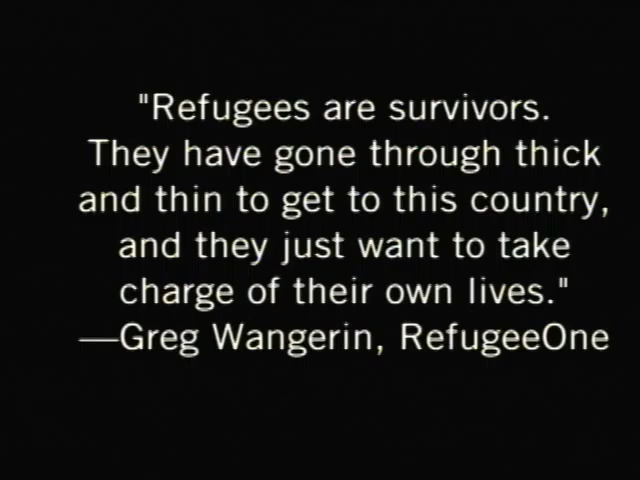 "Refugees are survivors.
They have gone through thick
and thin to get to this country,
and they just want to take
charge of their own lives."
—Greg Wangerin, RefugeeOne